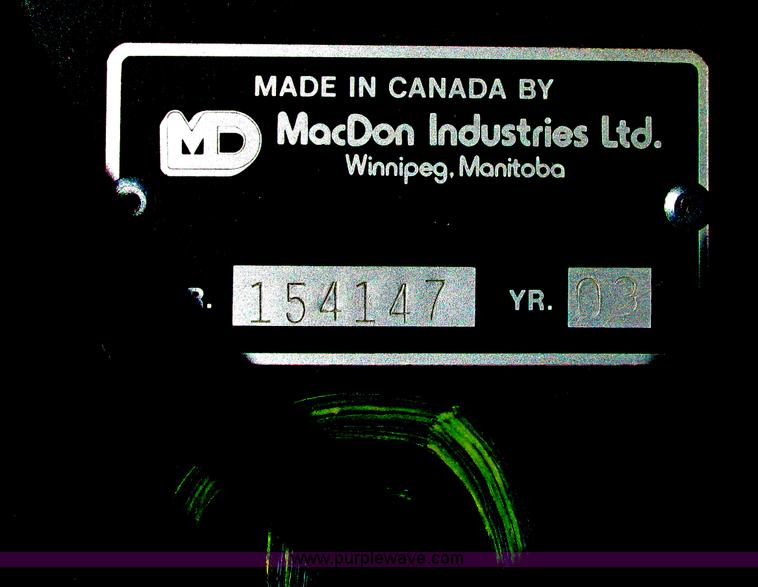 MADE IN CANADA BY
MD MacDon Industries Ltd.
Winnipeg, Manitoba
R. 154147 YR. 03
www.purplewave.com